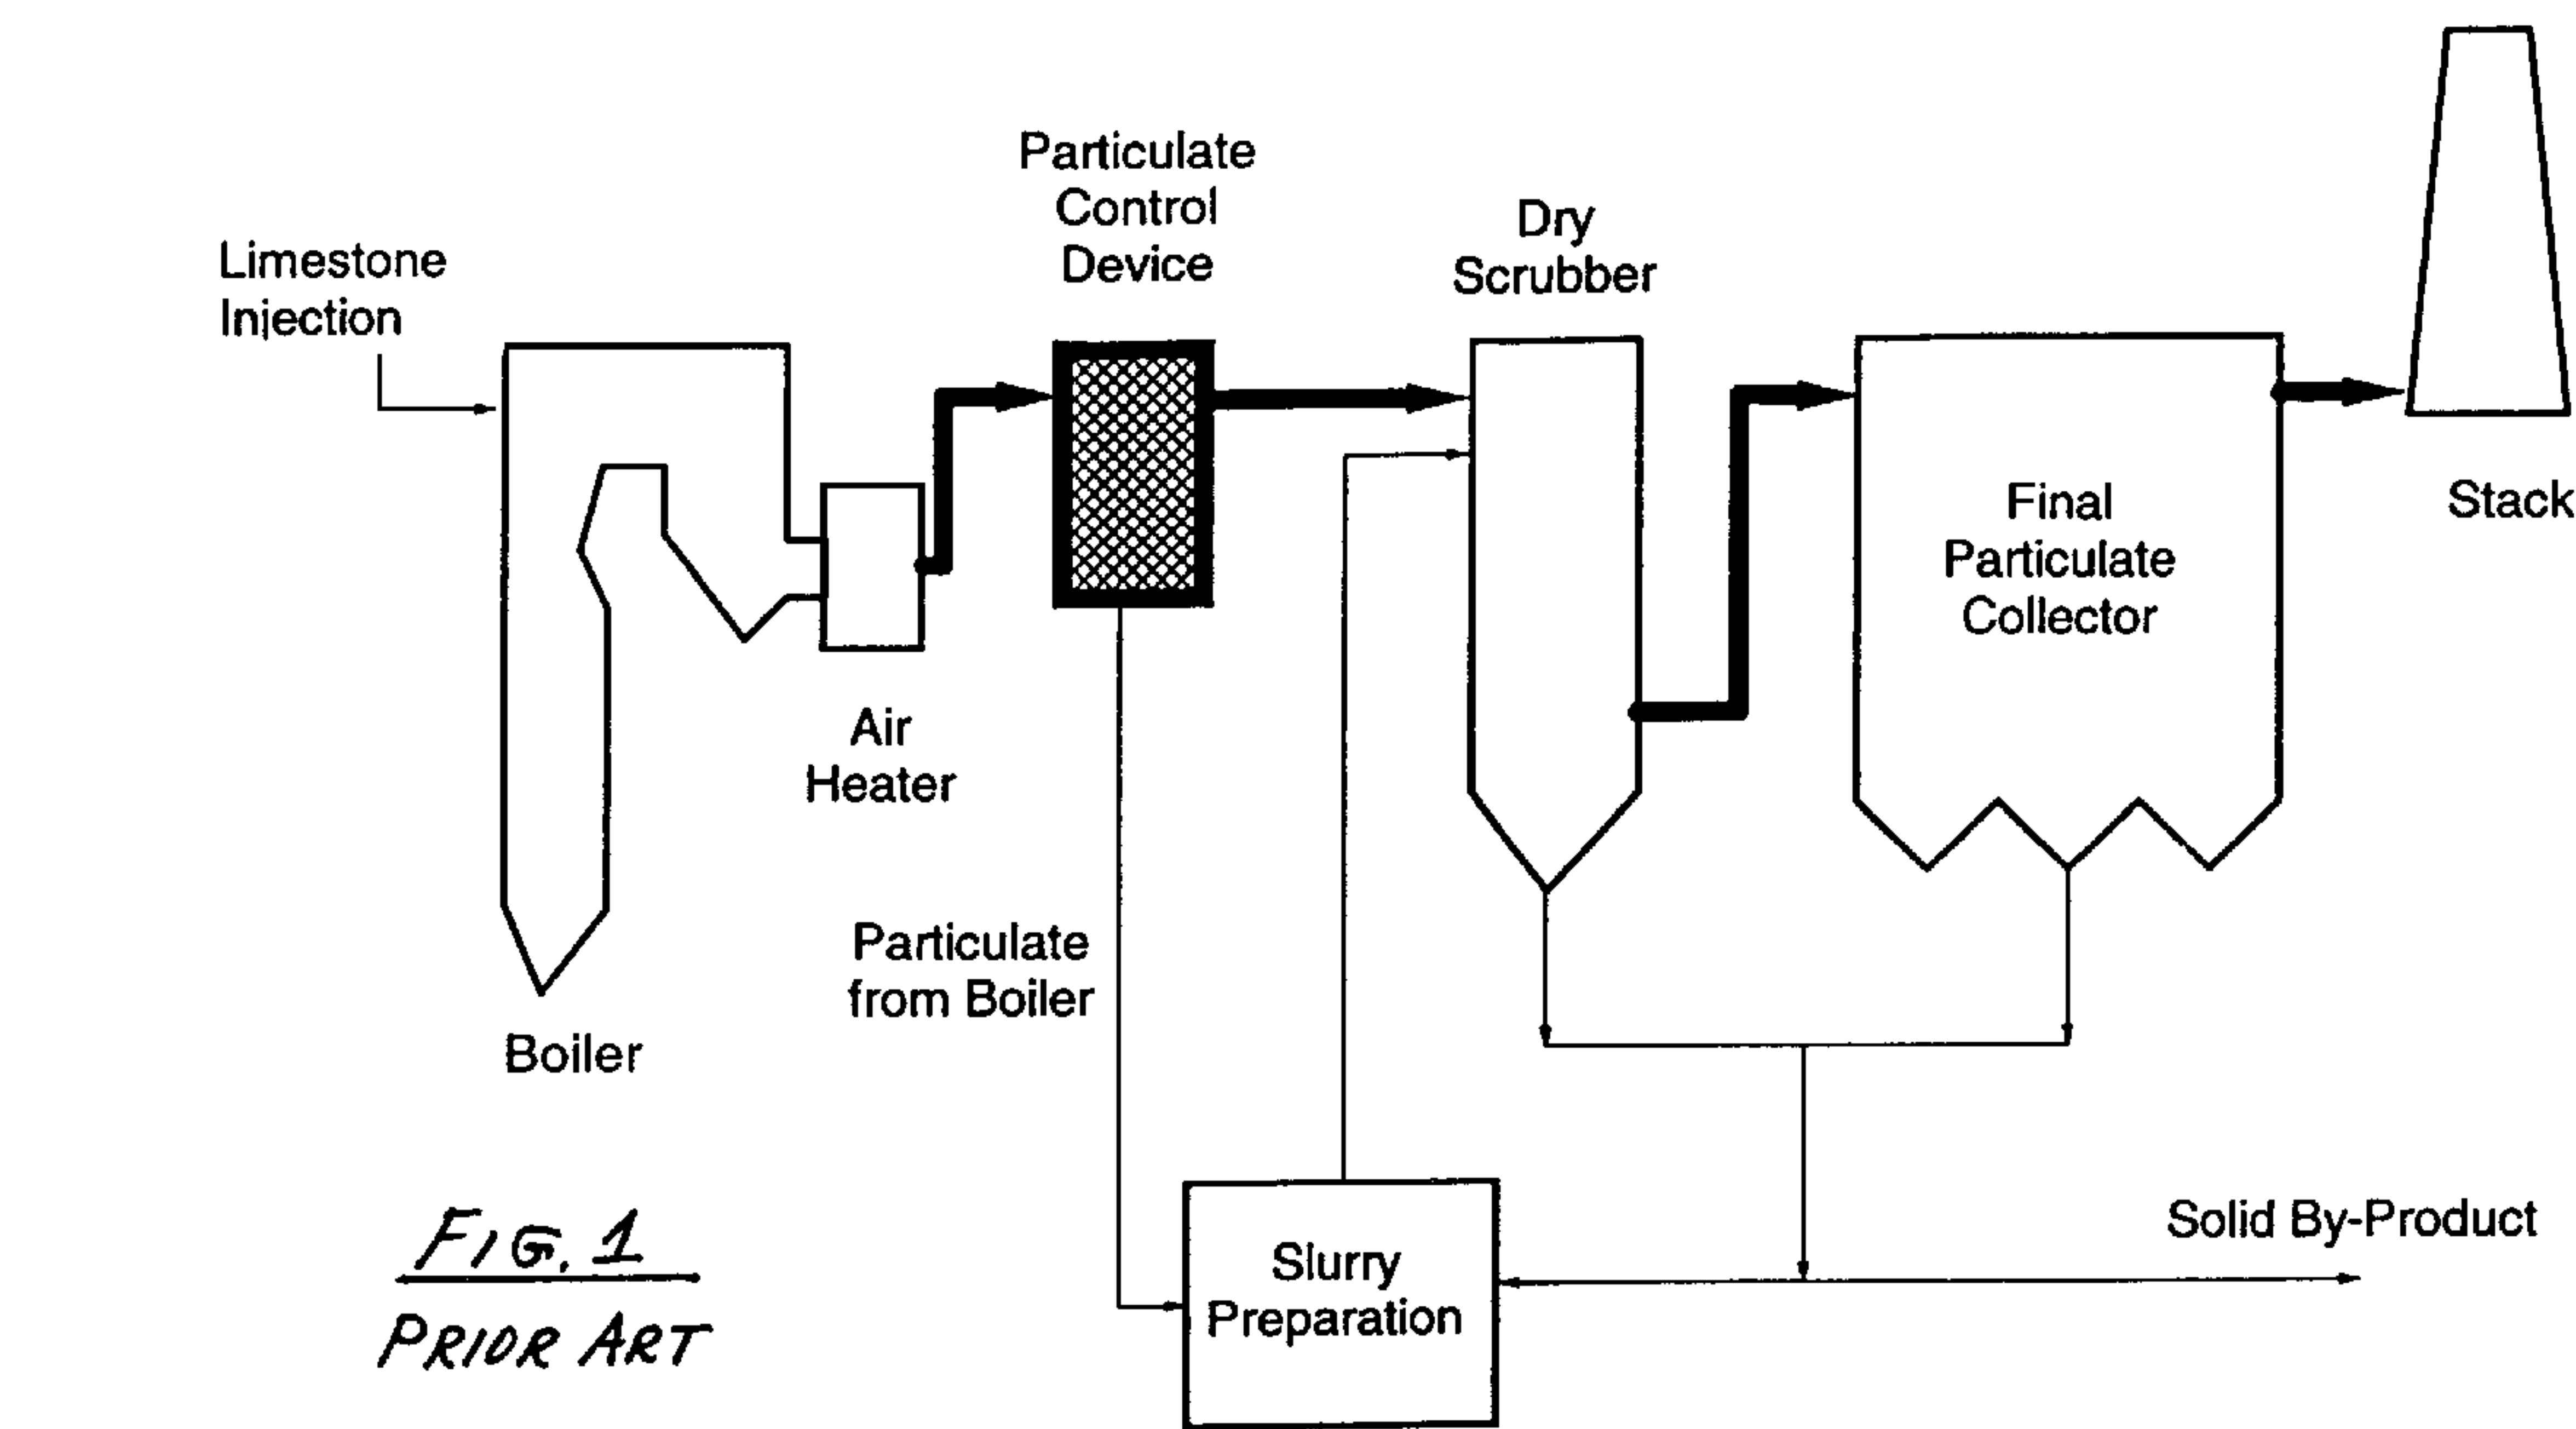 Limestone
Injection
Boiler
Air
Heater
Particulate
Control
Device
Particulate
from Boiler
Dry
Scrubber
Final
Particulate
Collector
Stack
Slurry
Preparation
Solid By-Product
FIG. 1
PRIOR ART